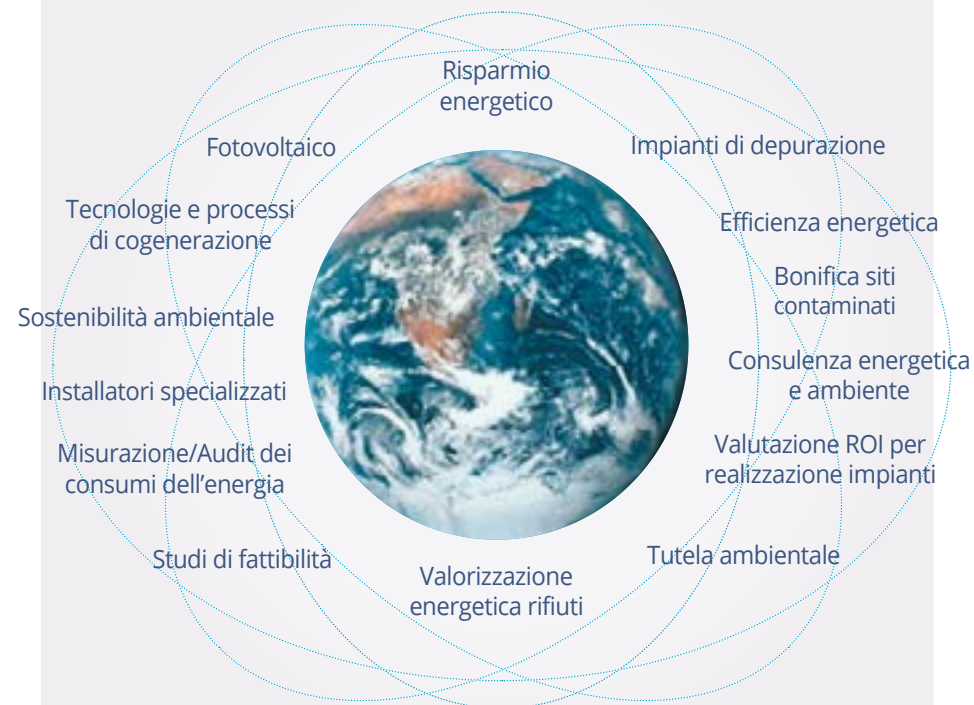 Risparmio
energetico
Fotovoltaico
Impianti di depurazione
Tecnologie e processi
di cogenerazione
Efficienza energetica
Bonifica siti
contaminati
Sostenibilità ambientale
Consulenza energetica
e ambiente
Installatori specializzati
Misurazione/Audit dei
consumi dell’energia
Valutazione ROI per
realizzazione impianti
Studi di fattibilità
Tutela ambientale
Valorizzazione
energetica rifiuti